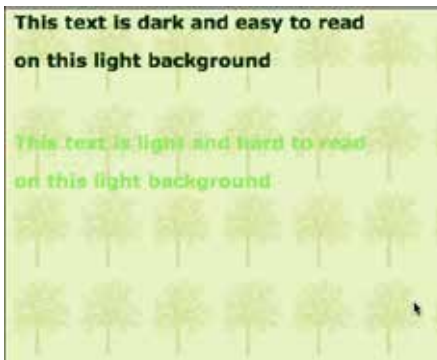 This text is dark and easy to read
on this light background
This text is light and hard to read
on this light background